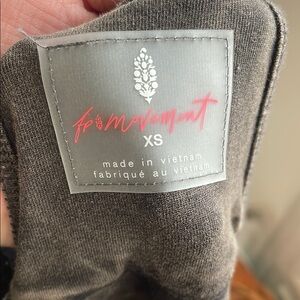 fp movement
XS
made in vietnam
fabriqué au vietnam